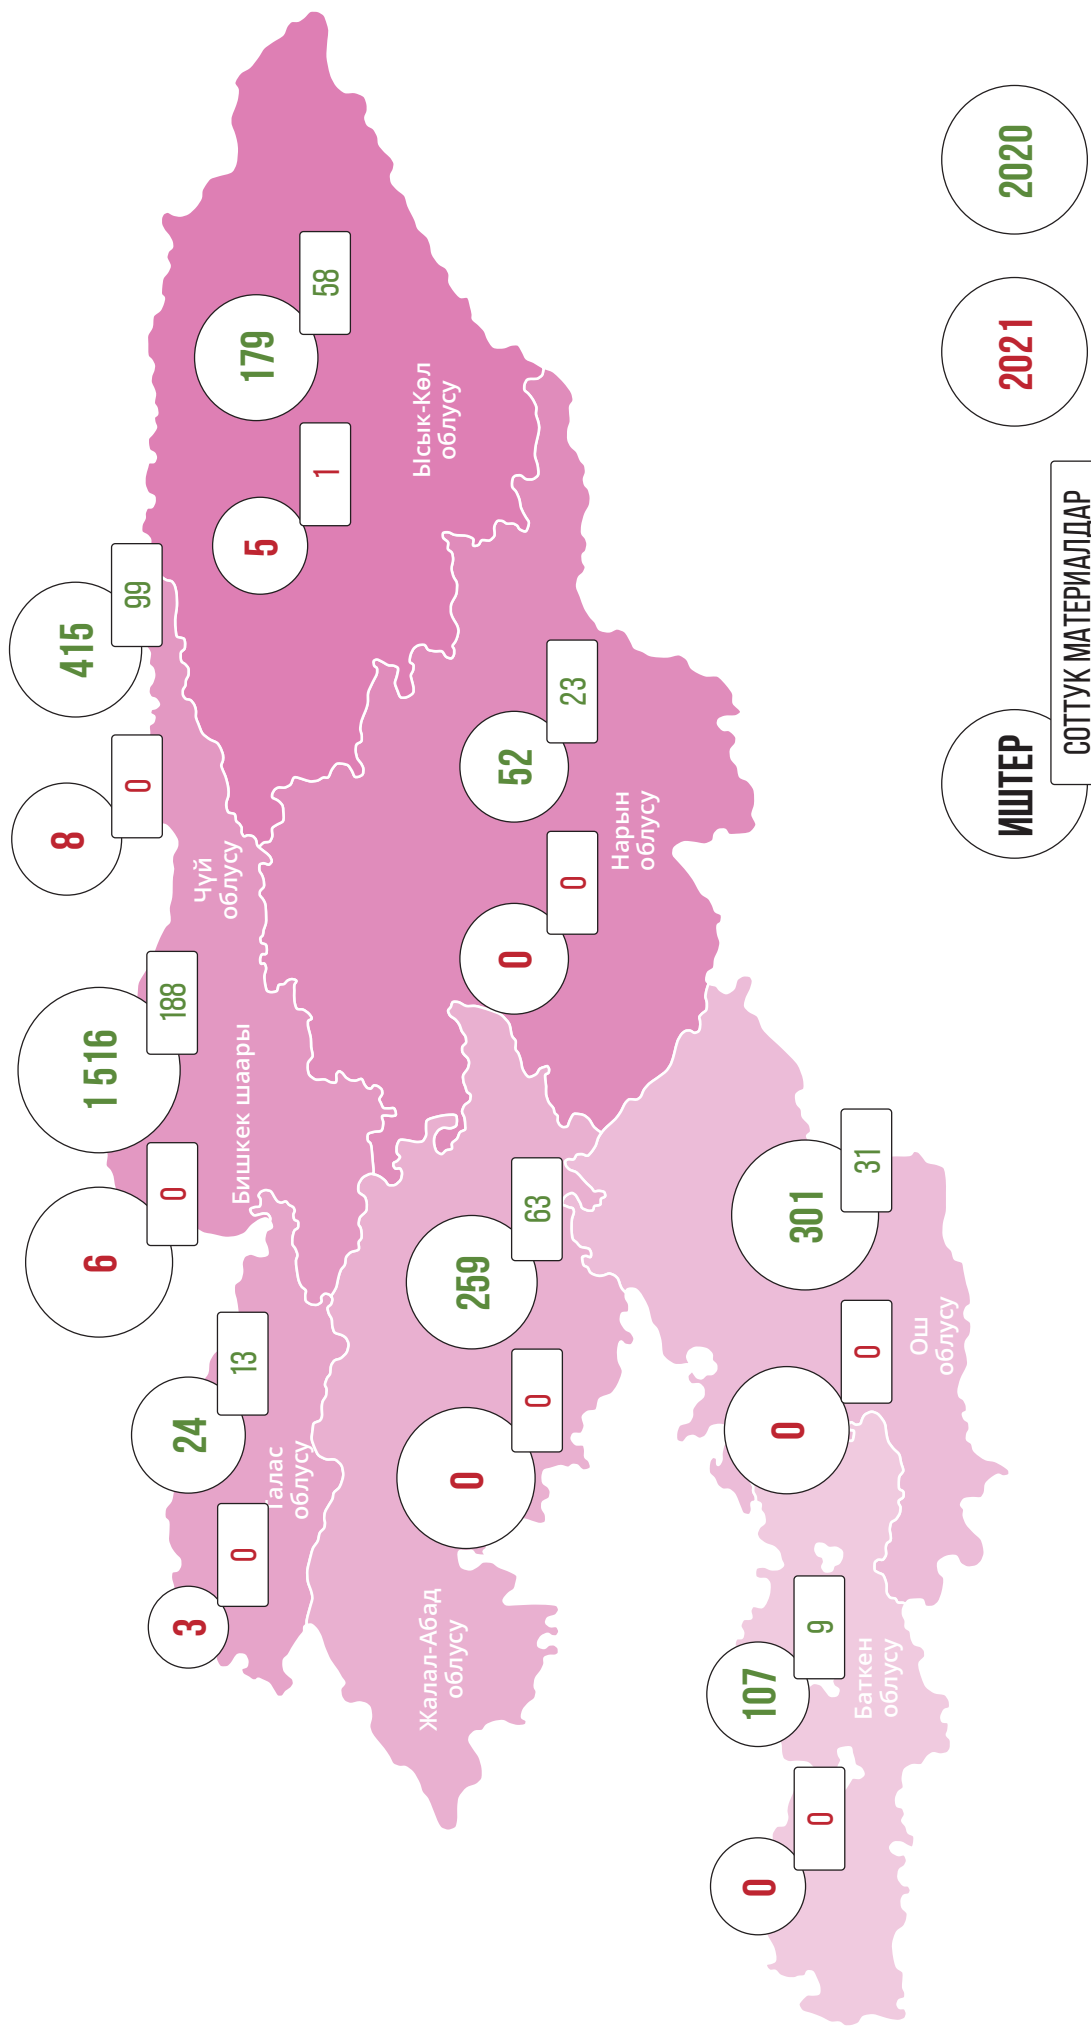 6
0
1 516
188
Бишкек шаары
8
0
415
99
Чүй
облусу
3
0
24
13
Талас
облусу
5
1
179
58
Ысык-Көл
облусу
0
0
259
63
Жалал-Абад
облусу
0
0
52
23
Нарын
облусу
0
0
107
9
Баткен
облусу
0
0
301
31
Ош
облусу
ИШТЕР
СОТТУК МАТЕРИАЛДАР
2021
2020